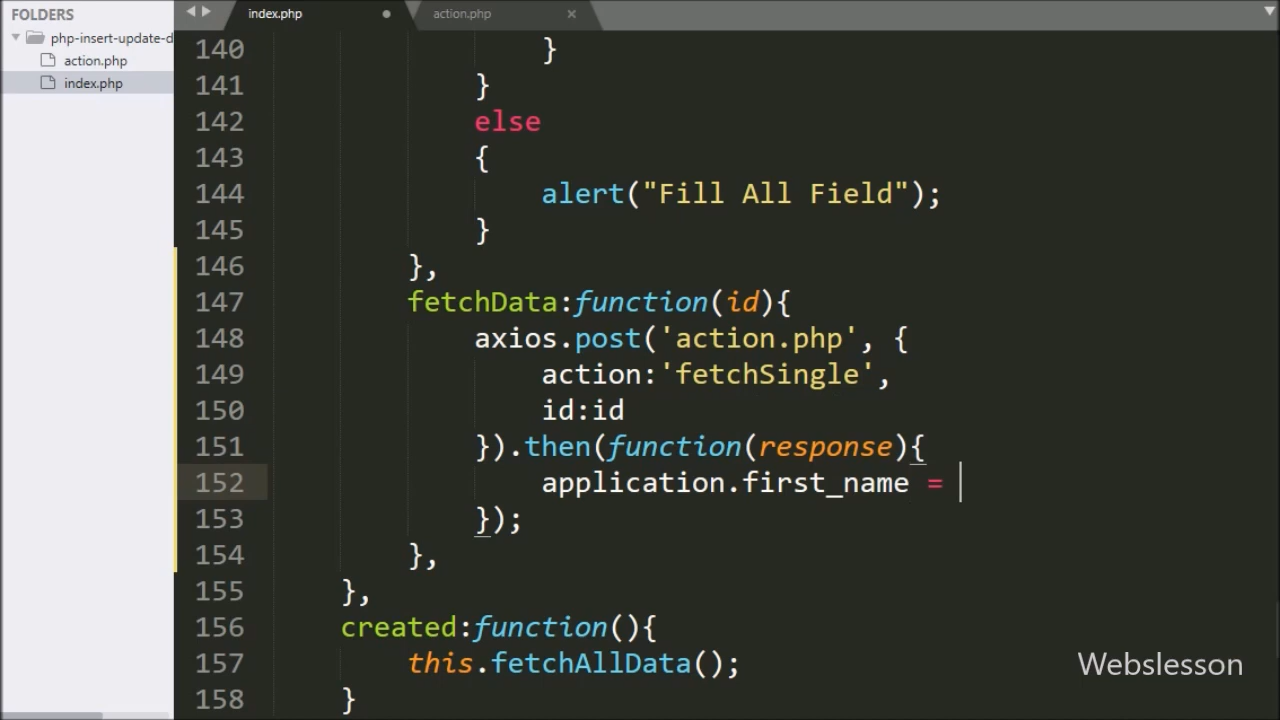 FOLDERS
php-insert-update-d
action.php
index.php
index.php
action.php
140 }
141 }
142 else
143 {
144 alert("Fill All Field");
145 }
146 },
147 fetchData:function(id){
148 axios.post('action.php', {
149 action:'fetchSingle',
150 id:id
151 }).then(function(response){
152 application.first_name =
153 });
154 },
155 },
156 created:function(){
157 this.fetchAllData();
158 }
Webslesson